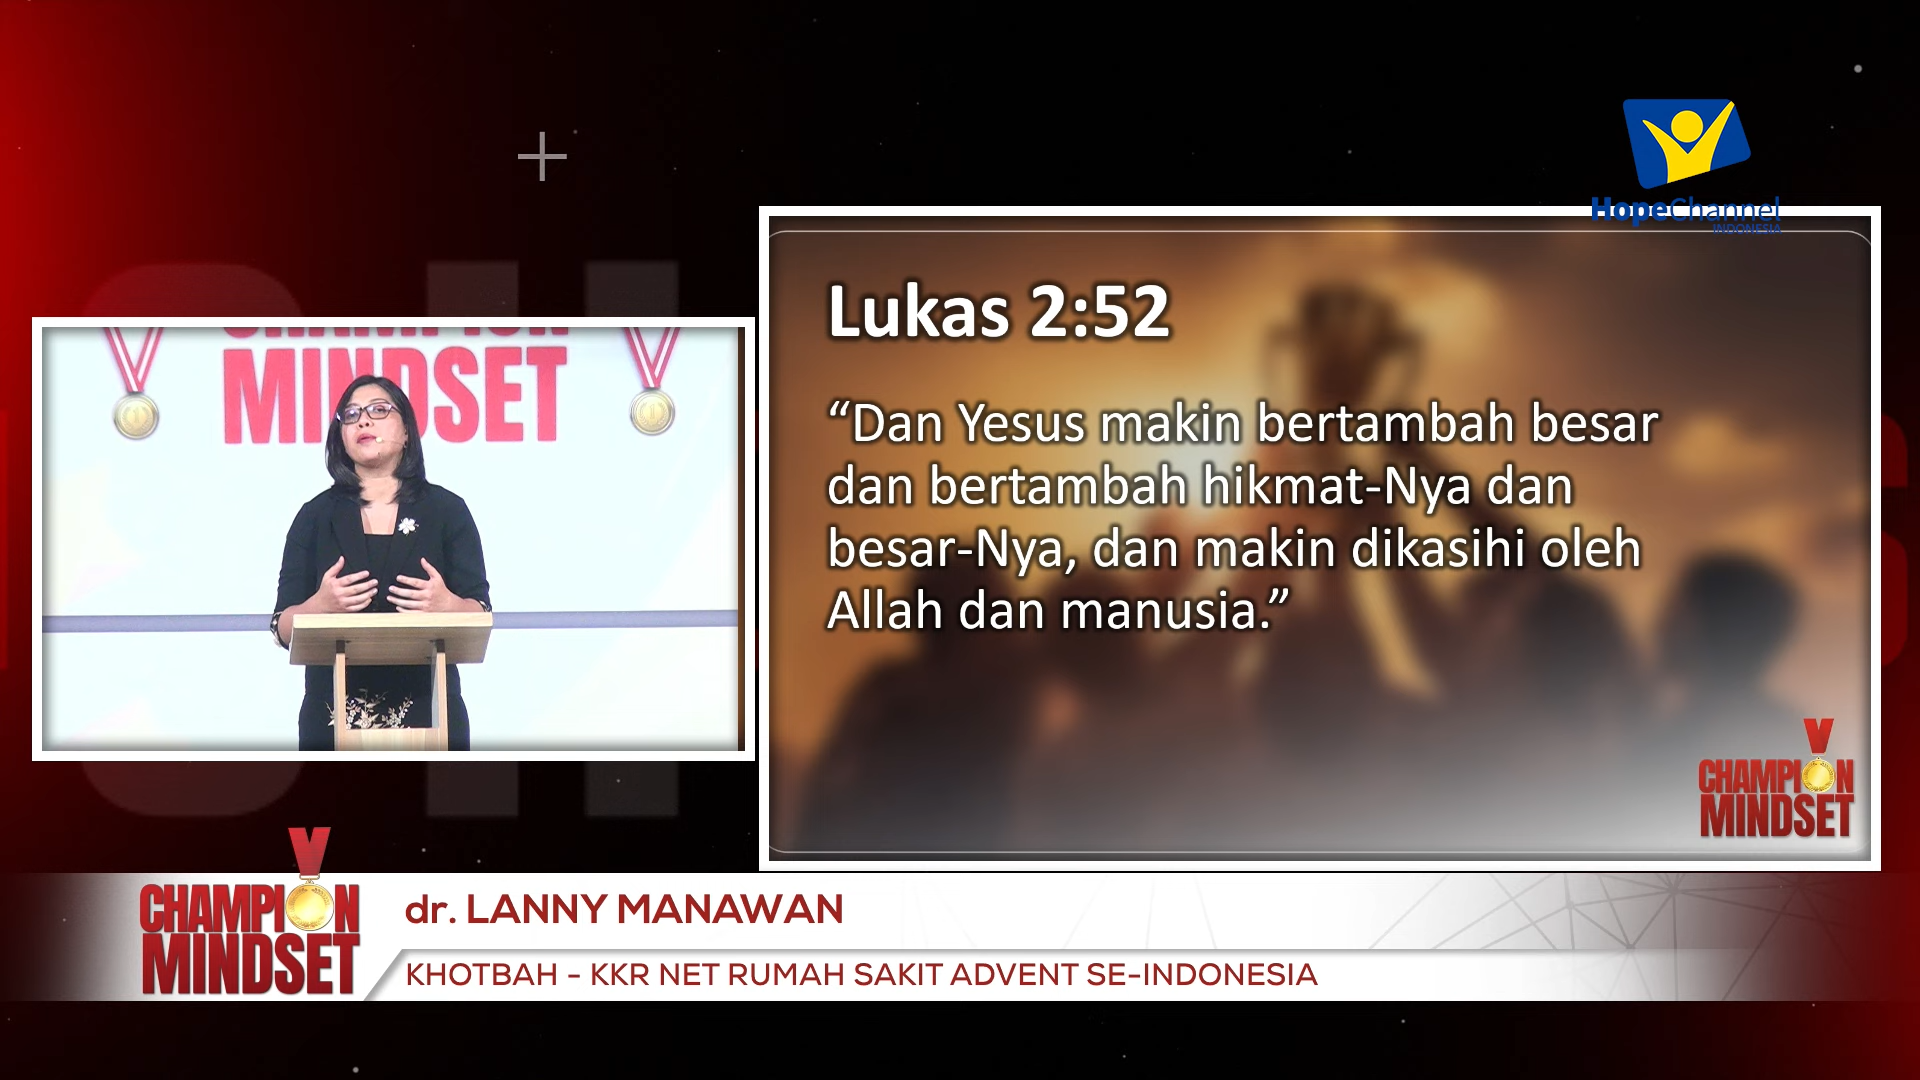 HopeChannel
INDONESIA
Lukas 2:52
“Dan Yesus makin bertambah besar
dan bertambah hikmat-Nya dan
besar-Nya, dan makin dikasihi oleh
Allah dan manusia.”
CHAMPION
MINDSET
MINDSET
CHAMPION
MINDSET
dr. LANNY MANAWAN
KHOTBAH - KKR NET RUMAH SAKIT ADVENT SE-INDONESIA